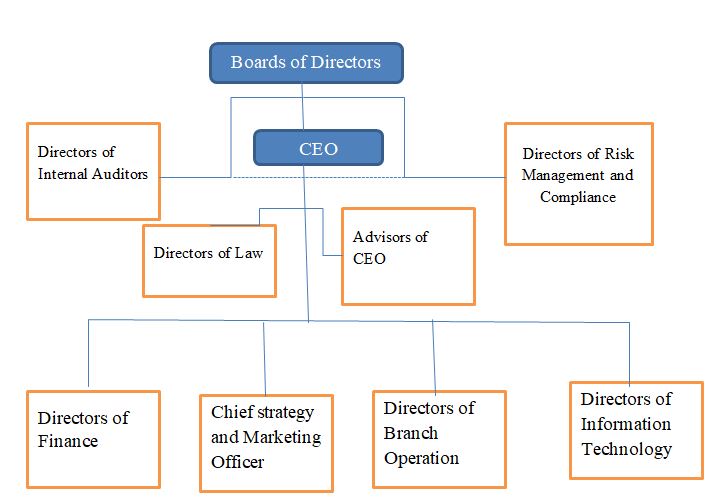 Boards of Directors
CEO
Directors of
Internal Auditors
Directors of Risk
Management and
Compliance
Directors of Law
Advisors of
CEO
Directors of
Finance
Chief strategy
and Marketing
Officer
Directors of
Branch
Operation
Directors of
Information
Technology